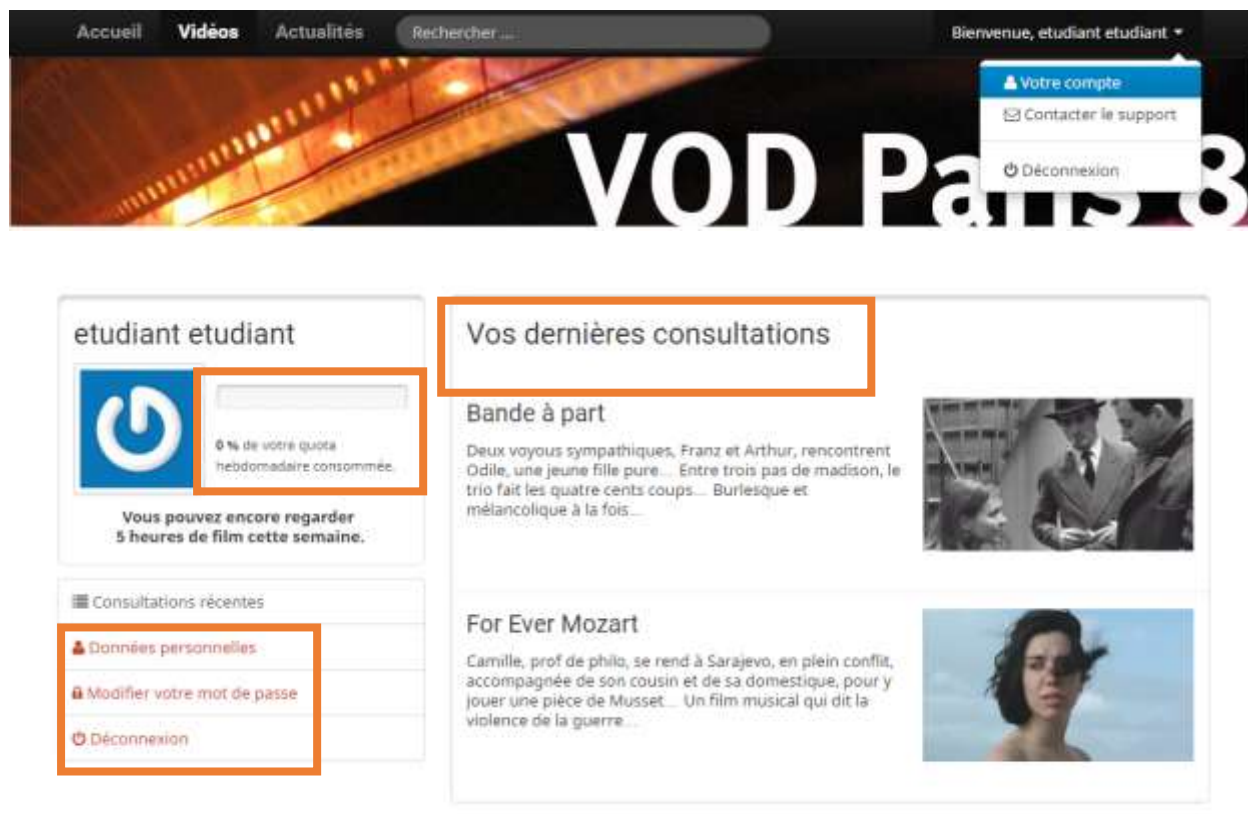 Accueil Vidéos Actualités Rechercher ... Bienvenue, etudiant etudiant
Votre compte
Contacter le support
Déconnexion
VOD Paris 8
etudiant etudiant
0 % de votre quota
hebdomadaire consommée.
Vous pouvez encore regarder
5 heures de film cette semaine.
Consultations récentes
Données personnelles
Modifier votre mot de passe
Déconnexion
Vos dernières consultations
Bande à part
Deux voyous sympathiques, Franz et Arthur, rencontrent
Odile, une jeune fille pure... Entre trois pas de madison, le
trio fait les quatre cents coups... Burlesque et
mélancolique à la fois...
For Ever Mozart
Camille, prof de philo, se rend à Sarajevo, en plein conflit,
accompagnée de son cousin et de sa domestique, pour y
jouer une pièce de Musset... Un film musical qui dit la
violence de la guerre...